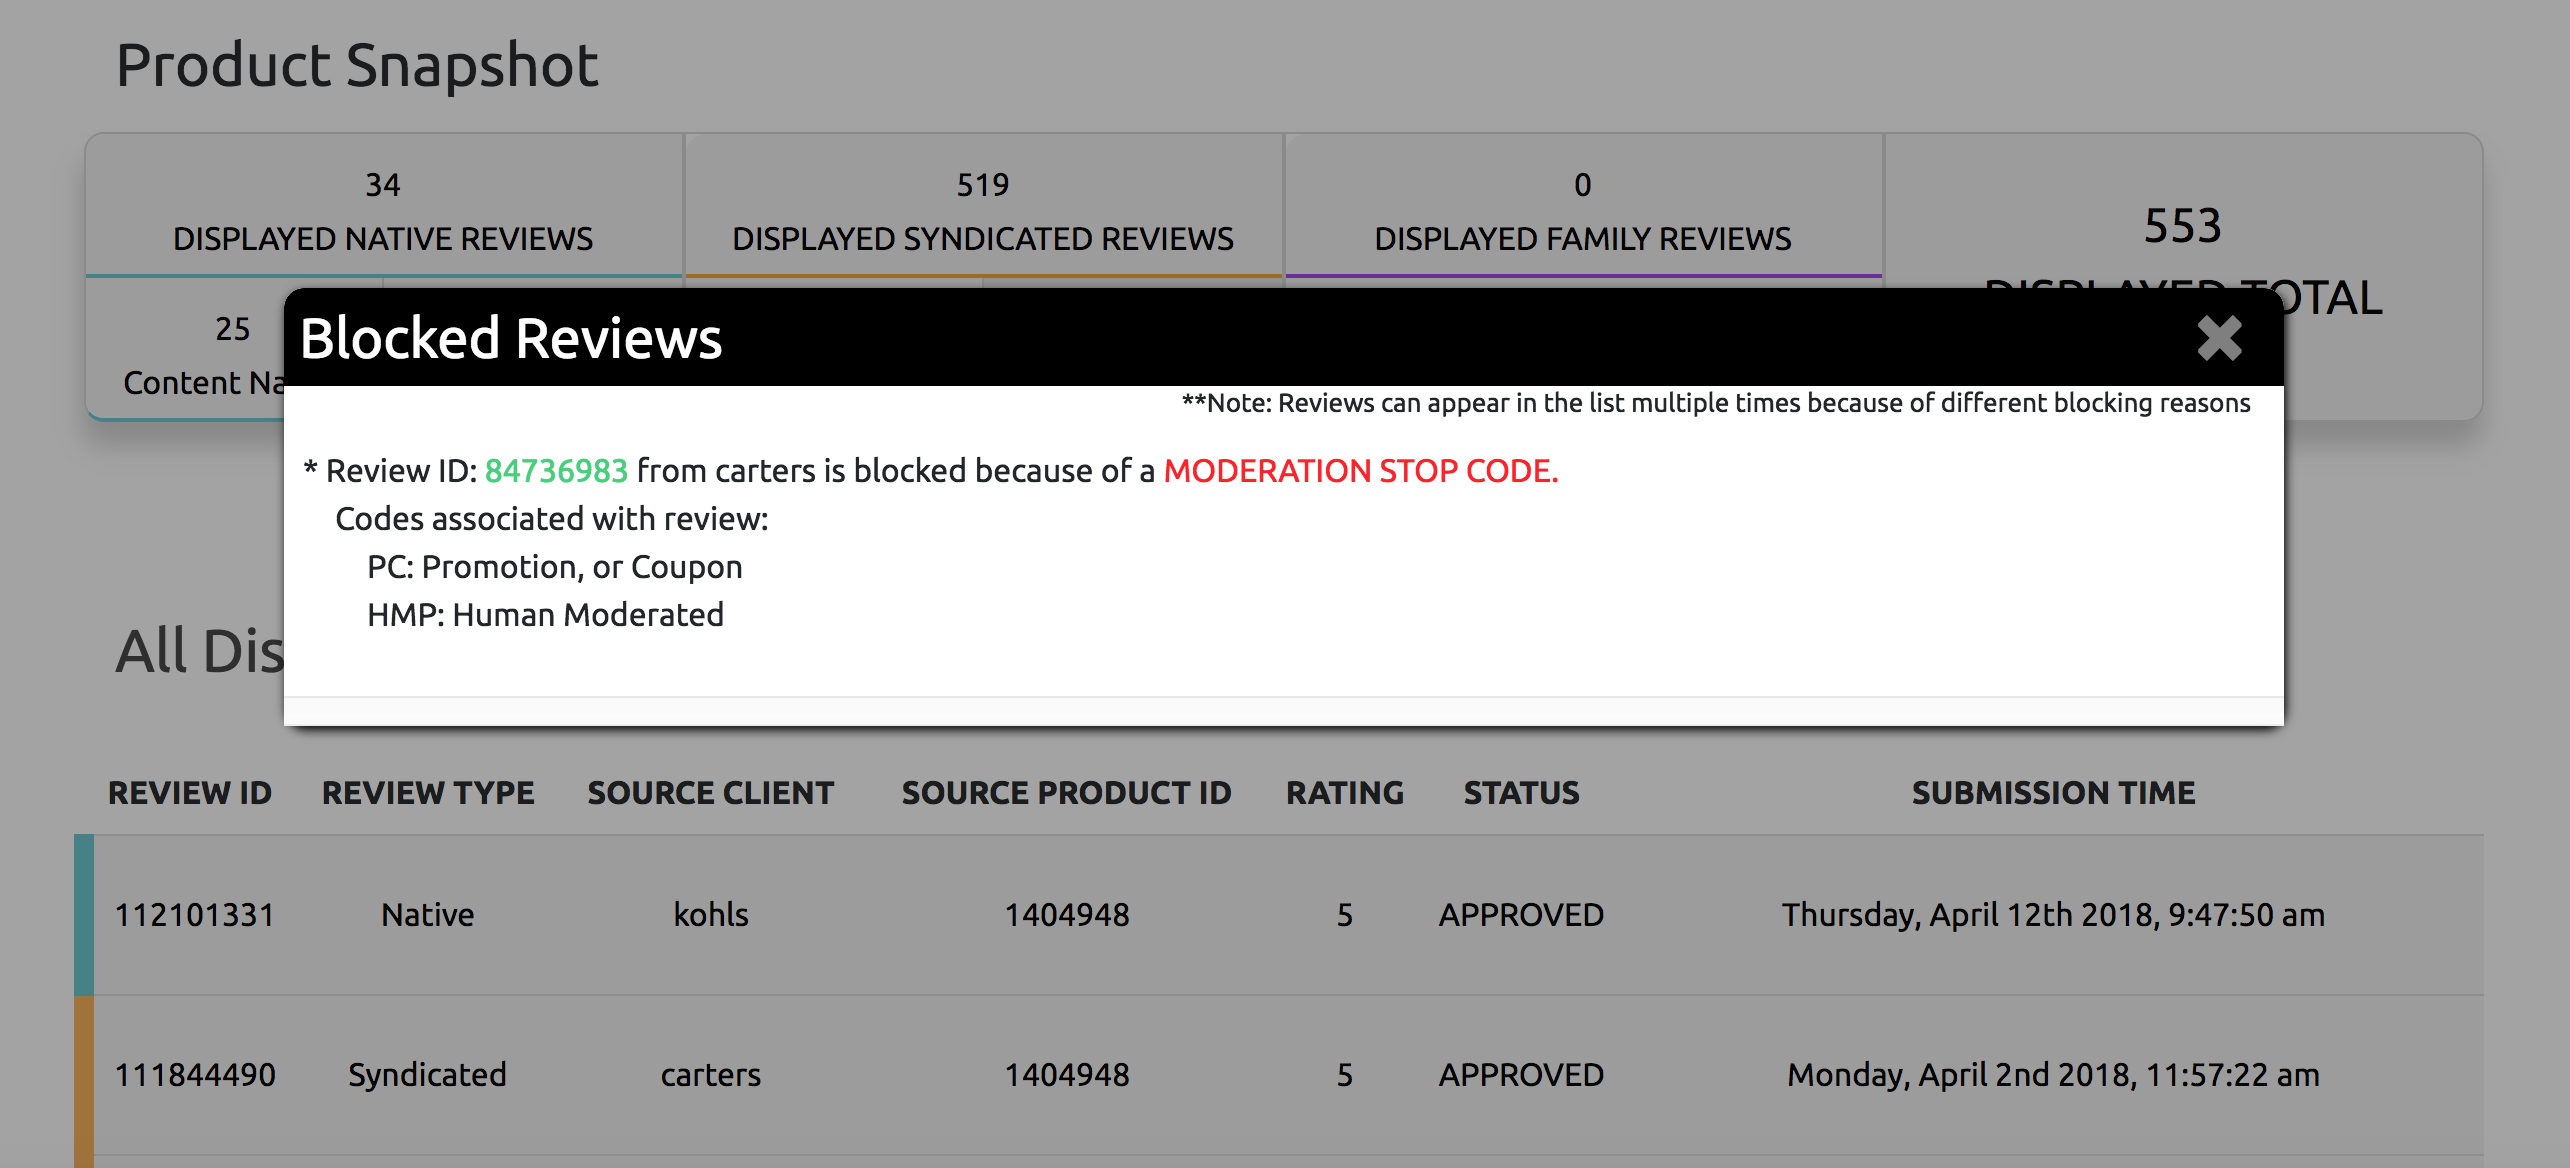 Product Snapshot
34
DISPLAYED NATIVE REVIEWS
519
DISPLAYED SYNDICATED REVIEWS
0
DISPLAYED FAMILY REVIEWS
553
DISPLAYED TOTAL
25
Content
Blocked Reviews
**Note: Reviews can appear in the list multiple times because of different blocking reasons
* Review ID: 84736983 from carters is blocked because of a MODERATION STOP CODE.
Codes associated with review:
PC: Promotion, or Coupon
HMP: Human Moderated
All
REVIEW ID REVIEW TYPE SOURCE CLIENT SOURCE PRODUCT ID RATING STATUS SUBMISSION TIME
112101331 Native kohls 1404948 5 APPROVED Thursday, April 12th 2018, 9:47:50 am
111844490 Syndicated carters 1404948 5 APPROVED Monday, April 2nd 2018, 11:57:22 am